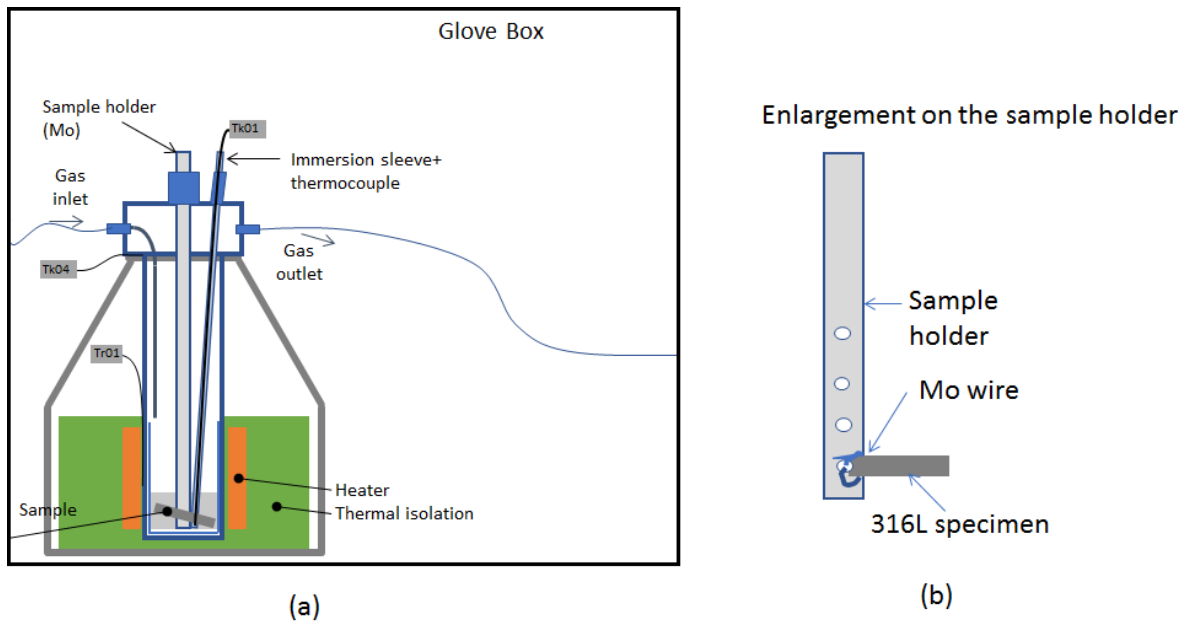 Glove Box
Sample holder
(Mo)
Tk01
Immersion sleeve+
thermocouple
Gas
inlet
Gas
outlet
Tk04
Tr01
Sample
Heater
Thermal isolation
(a)
Enlargement on the sample holder
Sample
holder
Mo wire
316L specimen
(b)